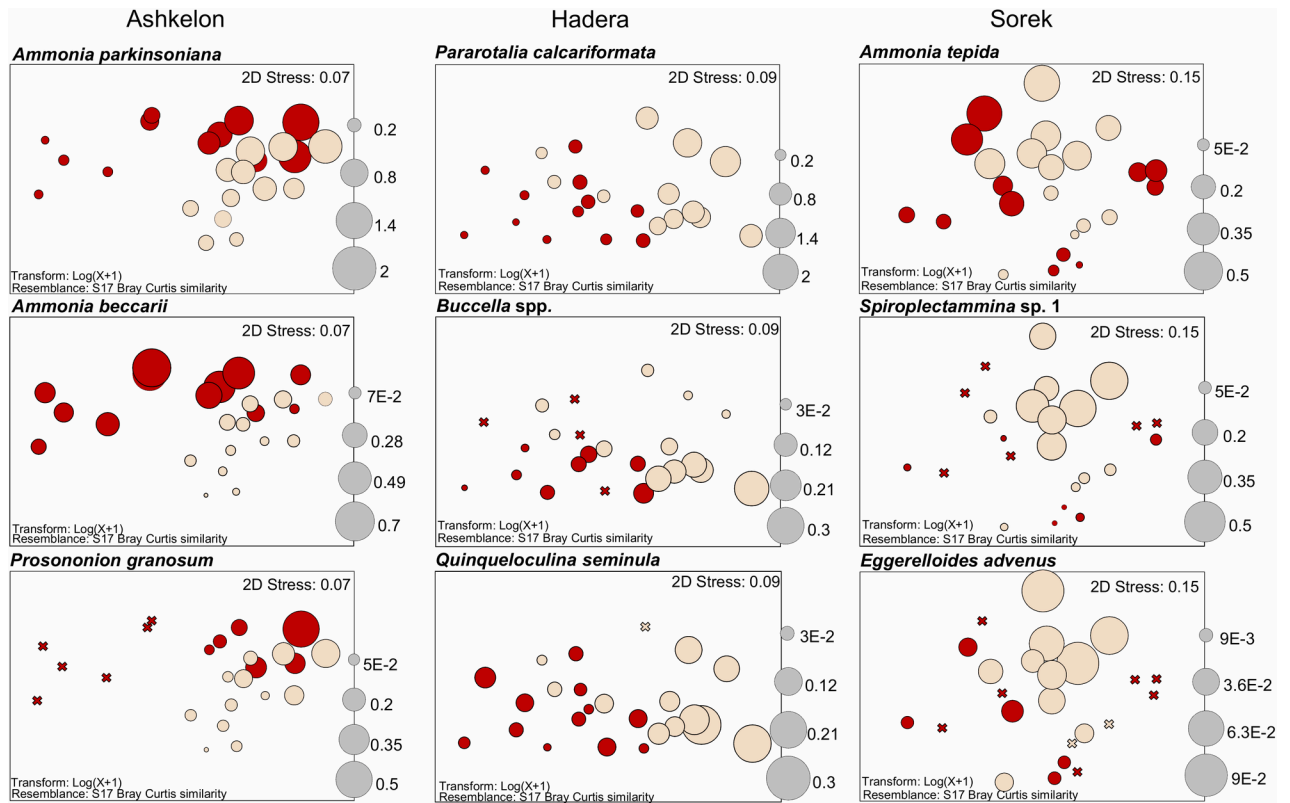 Ashkelon Hadera Sorek
Ammonia parkinsoniana
2D Stress: 0.07
0.2
0.8
1.4
2
Transform: Log(X+1)
Resemblance: S17 Bray Curtis similarity
Pararotalia calcariformata
2D Stress: 0.09
0.2
0.8
1.4
2
Transform: Log(X+1)
Resemblance: S17 Bray Curtis similarity
Ammonia tepida
2D Stress: 0.15
5E-2
0.2
0.35
0.5
Transform: Log(X+1)
Resemblance: S17 Bray Curtis similarity
Ammonia beccarii
2D Stress: 0.07
7E-2
0.28
0.49
0.7
Transform: Log(X+1)
Resemblance: S17 Bray Curtis similarity
Buccella spp.
2D Stress: 0.09
3E-2
0.12
0.21
0.3
Transform: Log(X+1)
Resemblance: S17 Bray Curtis similarity
Spiroplectammina sp. 1
2D Stress: 0.15
5E-2
0.2
0.35
0.5
Transform: Log(X+1)
Resemblance: S17 Bray Curtis similarity
Prosononion granosum
2D Stress: 0.07
5E-2
0.2
0.35
0.5
Transform: Log(X+1)
Resemblance: S17 Bray Curtis similarity
Quinqueloculina seminula
2D Stress: 0.09
3E-2
0.12
0.21
0.3
Transform: Log(X+1)
Resemblance: S17 Bray Curtis similarity
Eggerelloides advenus
2D Stress: 0.15
9E-3
3.6E-2
6.3E-2
9E-2
Transform: Log(X+1)
Resemblance: S17 Bray Curtis similarity